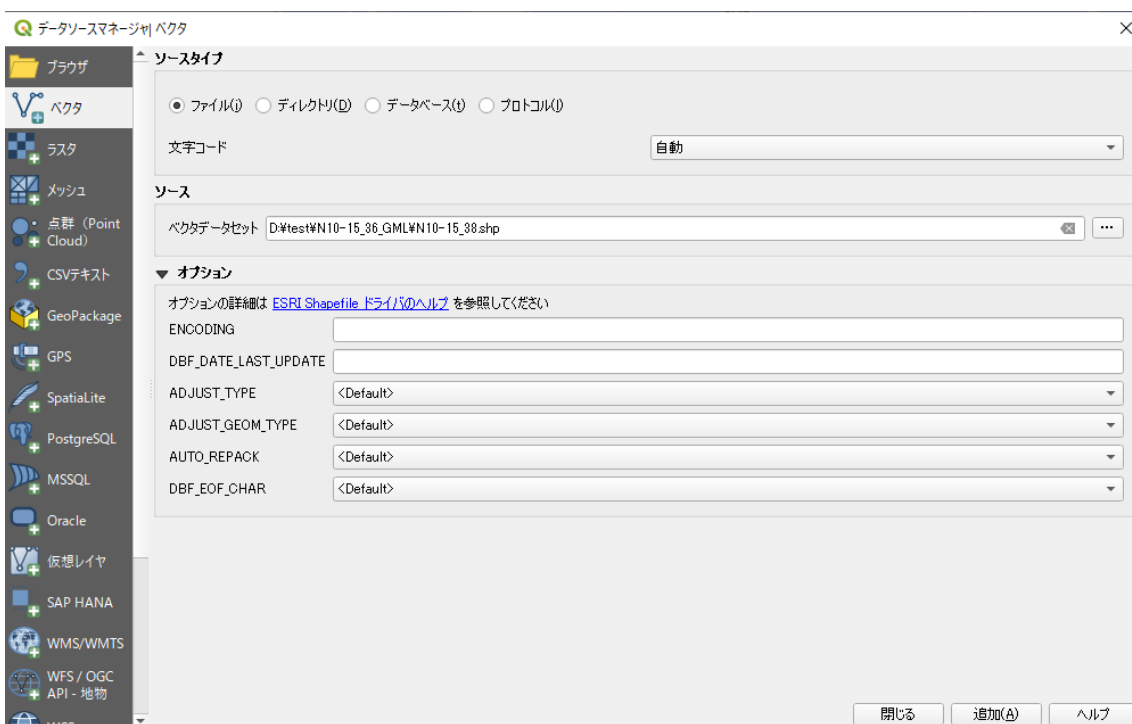 データソースマネージャ| ベクタ
ブラウザ
ベクタ
ラスタ
メッシュ
点群（Point
Cloud）
CSVテキスト
GeoPackage
GPS
SpatiaLite
PostgreSQL
MSSQL
Oracle
仮想レイヤ
SAP HANA
WMS/WMTS
WFS / OGC
API - 地物
ソースタイプ
ファイル(i) ディレクトリ(D) データベース(t) プロトコル(l)
文字コード 自動
ソース
ベクタデータセット D:¥test¥N10-15_36_GML¥N10-15_38.shp ...
オプション
オプションの詳細は ESRI Shapefile ドライバのヘルプ を参照してください
ENCODING
DBF_DATE_LAST_UPDATE
ADJUST_TYPE <Default>
ADJUST_GEOM_TYPE <Default>
AUTO_REPACK <Default>
DBF_EOF_CHAR <Default>
閉じる 追加(A) ヘルプ